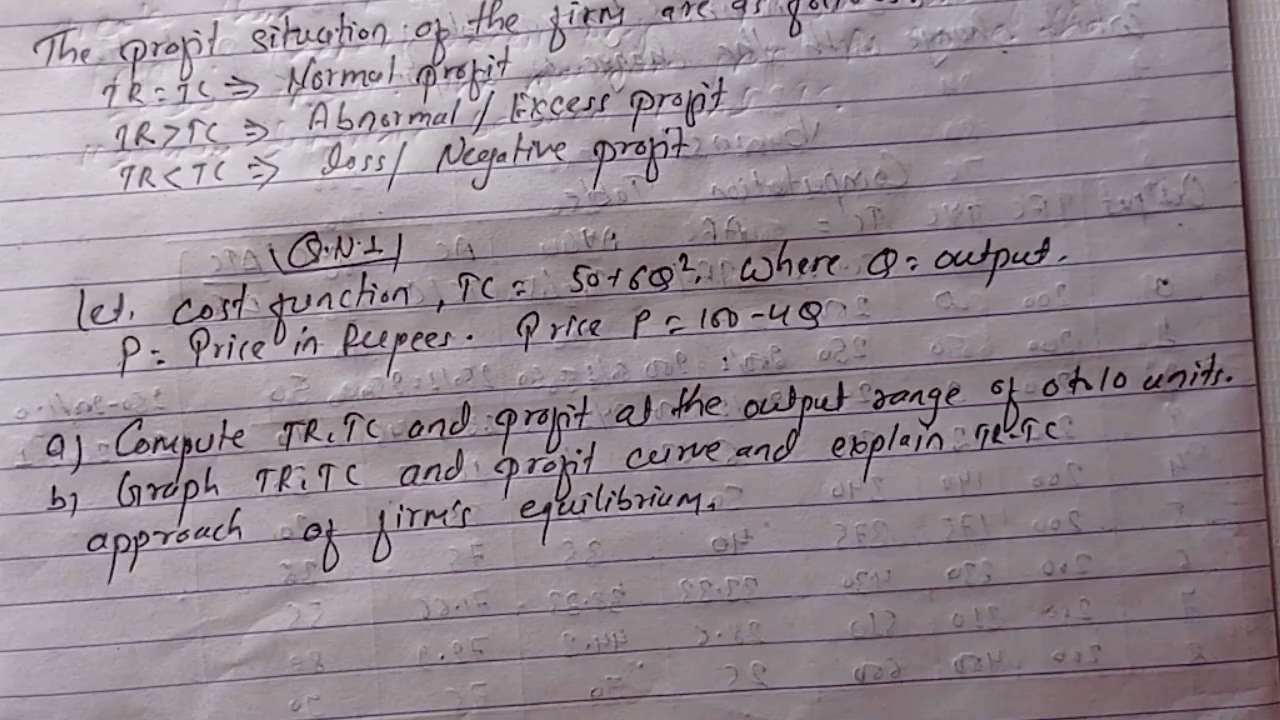 The profit situation of the firm are as
TR = TC ⇒ Normal profit
TR > TC ⇒ Abnormal / Excess profit
TR < TC ⇒ Loss / Negative profit
Q.N.1
let. cost function, TC = 50+6Q². Where Q = output.
P = Price in Rupees. Price P = 100-4Q
a) Compute TR, TC and profit at the output range of 0 to 10 units.
b) Graph TR, TC and profit curve and explain TR-TC
approach of firm's equilibrium.